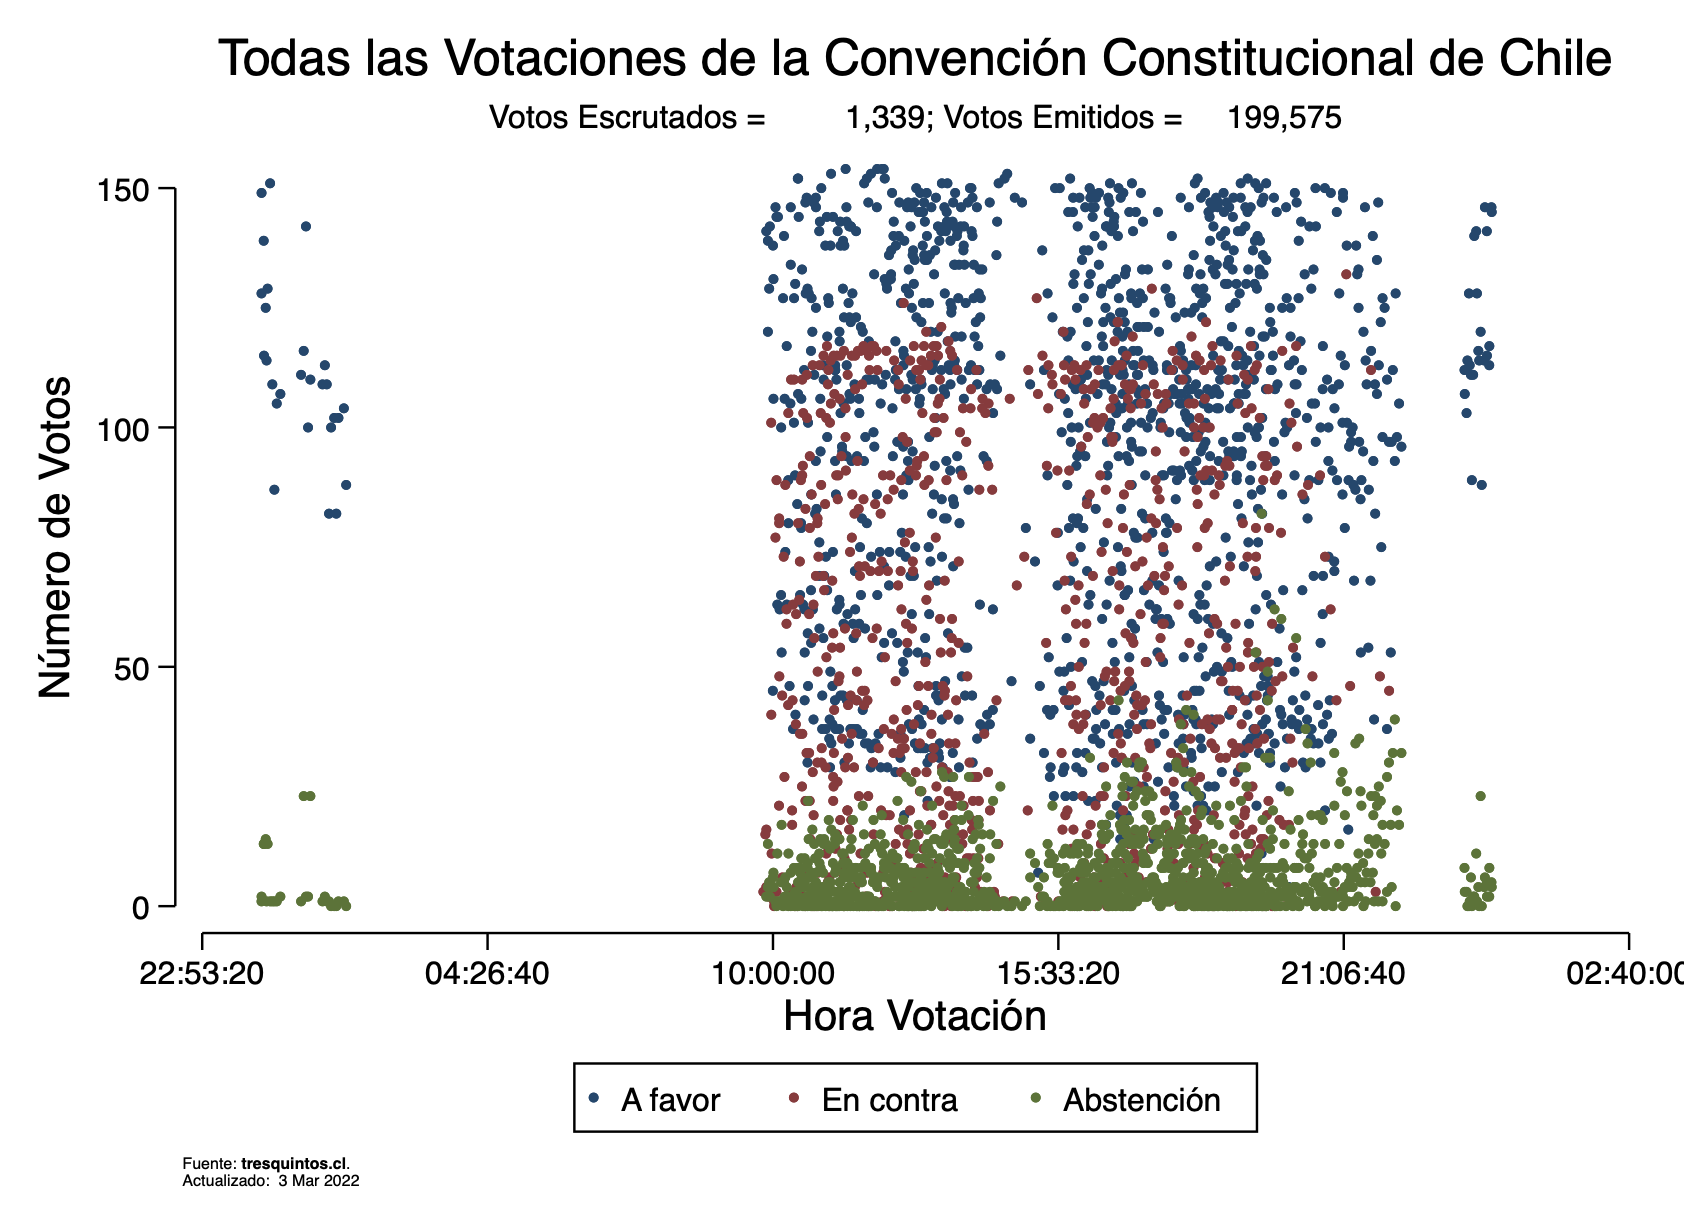 Todas las Votaciones de la Convención Constitucional de Chile
Votos Escrutados = 1,339; Votos Emitidos = 199,575
Número de Votos
150
100
50
0
22:53:20 04:26:40 10:00:00 15:33:20 21:06:40 02:40:00
Hora Votación
A favor En contra Abstención
Fuente: tresquintos.cl.
Actualizado: 3 Mar 2022